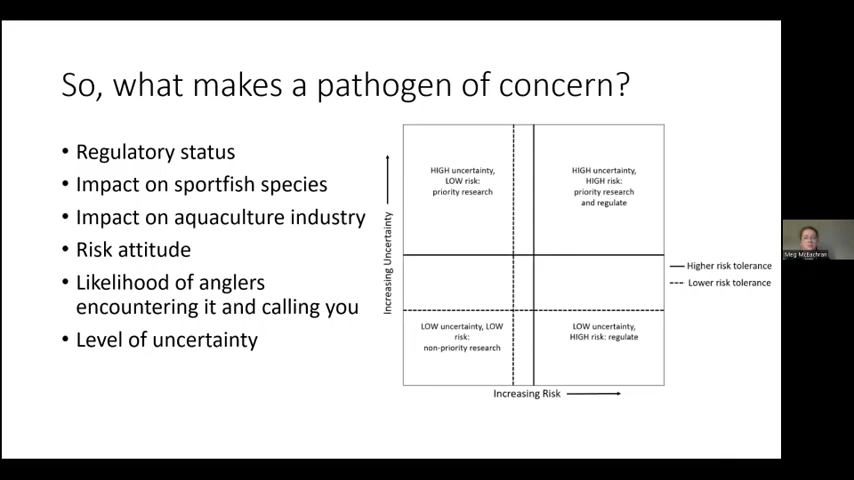 So, what makes a pathogen of concern?
• Regulatory status
• Impact on sportfish species
• Impact on aquaculture industry
• Risk attitude
• Likelihood of anglers
encountering it and calling you
• Level of uncertainty
Increasing Uncertainty
HIGH uncertainty,
LOW risk:
priority research
HIGH uncertainty,
HIGH risk:
priority research
and regulate
LOW uncertainty, LOW
risk:
non-priority research
LOW uncertainty,
HIGH risk: regulate
Increasing Risk
Higher risk tolerance
Lower risk tolerance
Meg McEachran